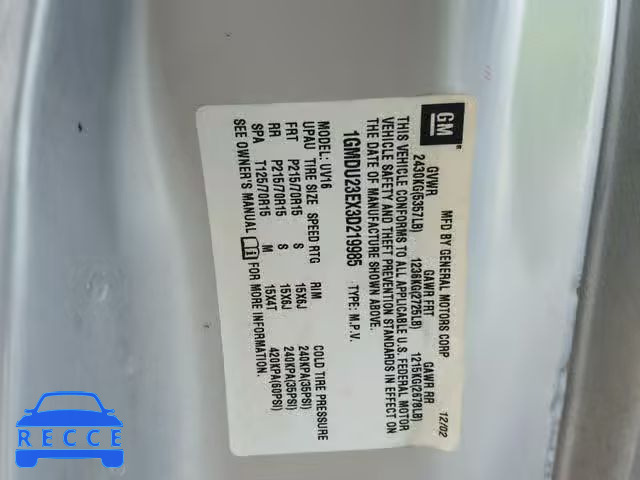 GM
MFD BY GENERAL MOTORS CORP 12/02
GVWR GAWR FRT GAWR RR
2430KG(5357LB) 1236KG(2725LB) 1215KG(2678LB)
THIS VEHICLE CONFORMS TO ALL APPLICABLE U.S. FEDERAL MOTOR
VEHICLE SAFETY AND THEFT PREVENTION STANDARDS IN EFFECT ON
THE DATE OF MANUFACTURE SHOWN ABOVE.
1GMDU23EX3D219985 TYPE: M.P.V.
MODEL: UV16
UPAU TIRE SIZE SPEED RTG RIM COLD TIRE PRESSURE
FRT P215/70R15 S 15X6J 240KPA(35PSI)
RR P215/70R15 S 15X6J 240KPA(35PSI)
SPA T125/70R15 M 15X4T 420KPA(60PSI)
SEE OWNER'S MANUAL FOR MORE INFORMATION.
RECCE